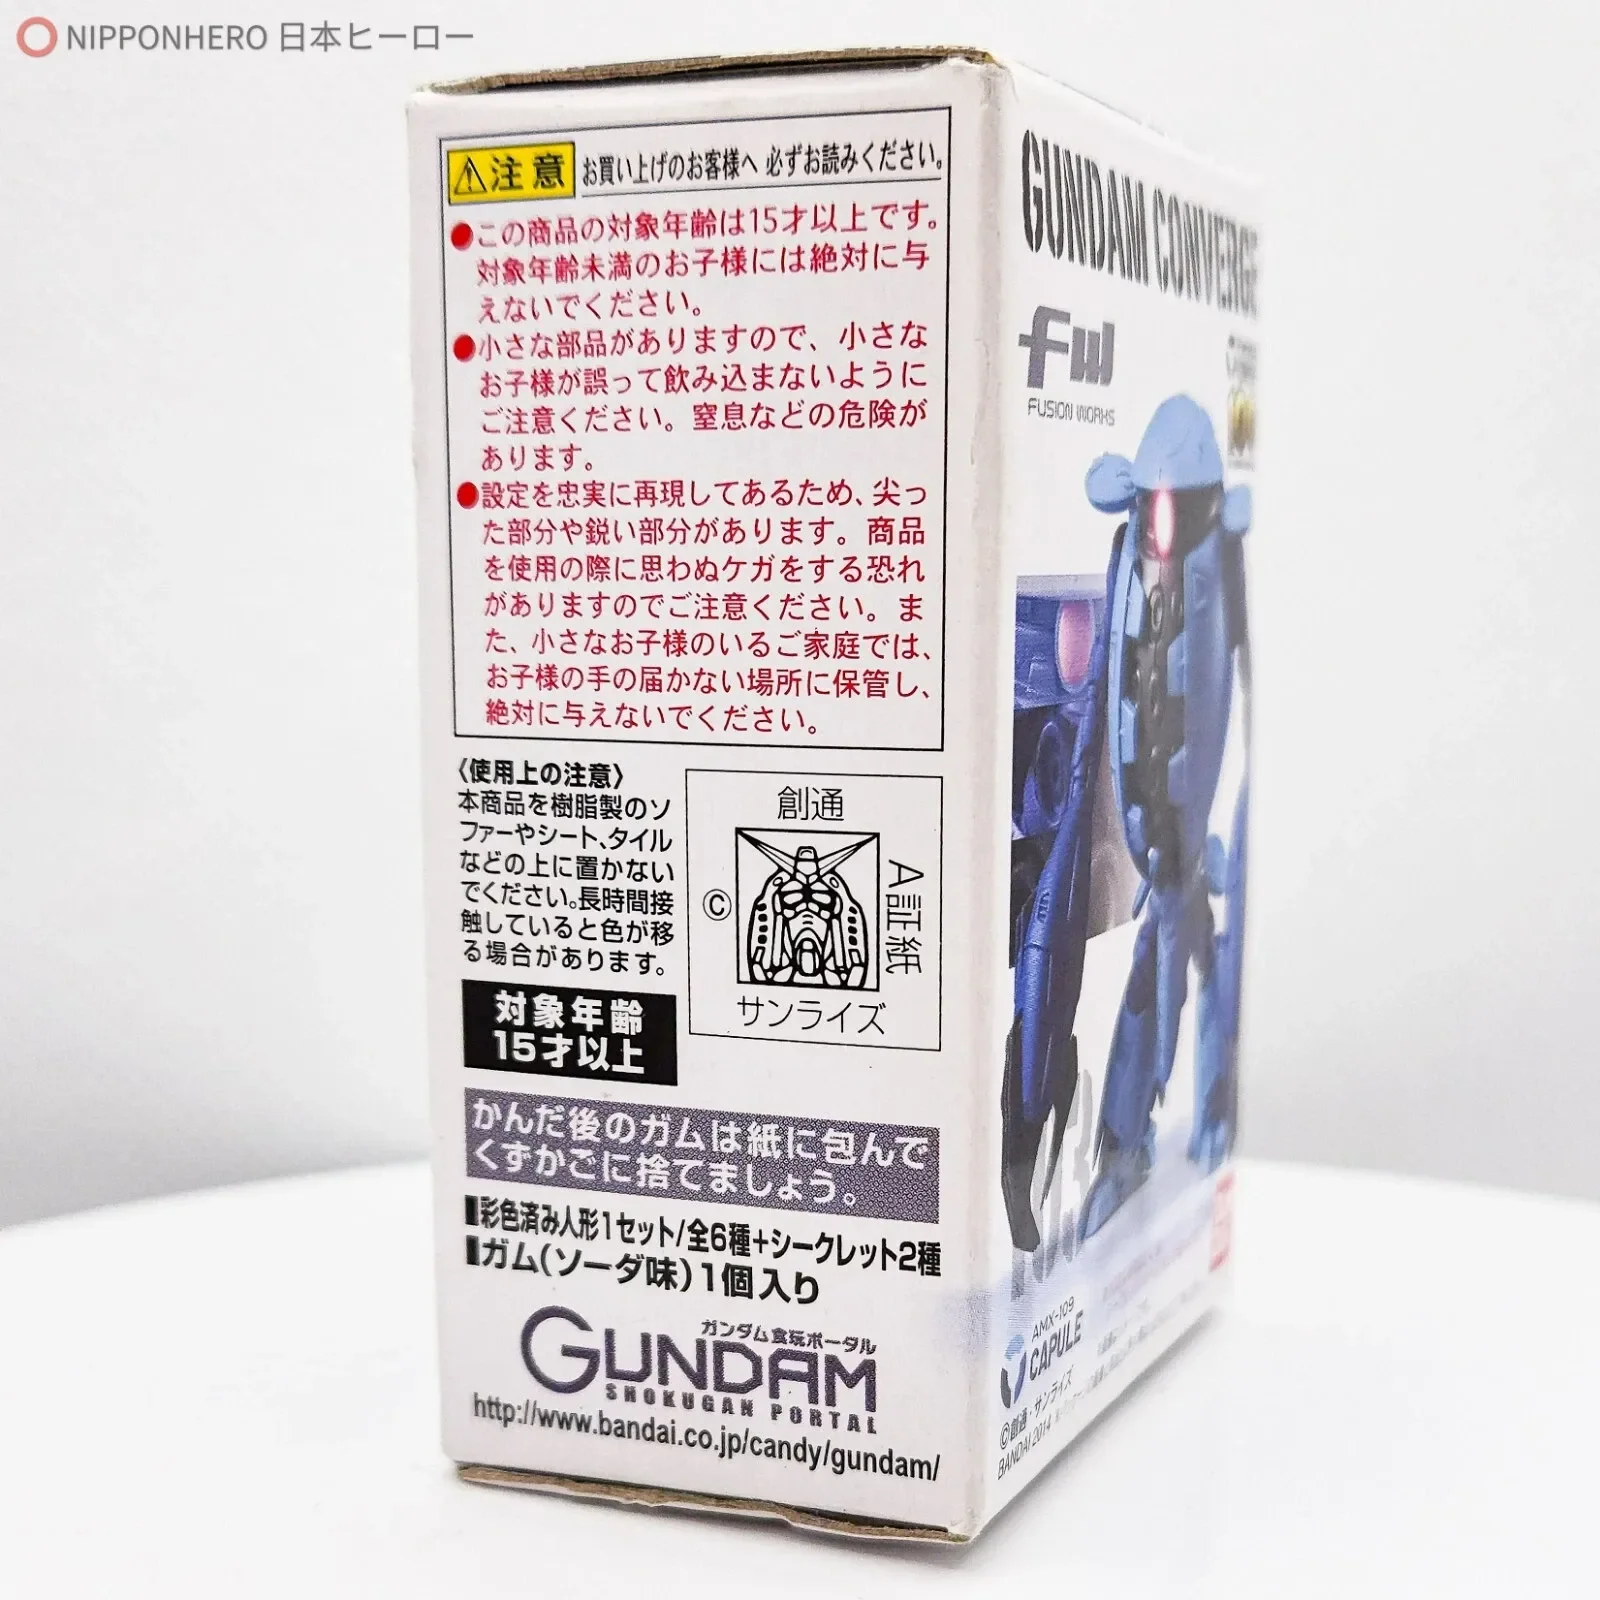 NIPPONHERO 日本ヒーロー
注意 お買い上げのお客様へ 必ずお読みください。
●この商品の対象年齢は15才以上です。
対象年齢未満のお子様には絶対に与
えないでください。
●小さな部品がありますので、小さな
お子様が誤って飲み込まないように
ご注意ください。窒息などの危険が
あります。
●設定を忠実に再現してあるため、尖っ
た部分や鋭い部分があります。商品
を使用の際に思わぬケガをする恐れ
がありますのでご注意ください。ま
た、小さなお子様のいるご家庭では、
お子様の手の届かない場所に保管し、
絶対に与えないでください。
〈使用上の注意〉
本商品を樹脂製のソ
ファーやシート、タイル
などの上に置かない
でください。長時間接
触していると色が移
る場合があります。
対象年齢
15才以上
創通
©
A証紙
サンライズ
かんだ後のガムは紙に包んで
くずかごに捨てましょう。
■彩色済み人形1セット/全6種+シークレット2種
■ガム(ソーダ味)1個入り
ガンダム食玩ポータル
GUNDAM
SHOKUGAN PORTAL
http://www.bandai.co.jp/candy/gundam/
GUNDAM CONVERGE
fw
FUSION WORKS
103
AMX-109
CAPULE
©創通・サンライズ
BANDAI 2014